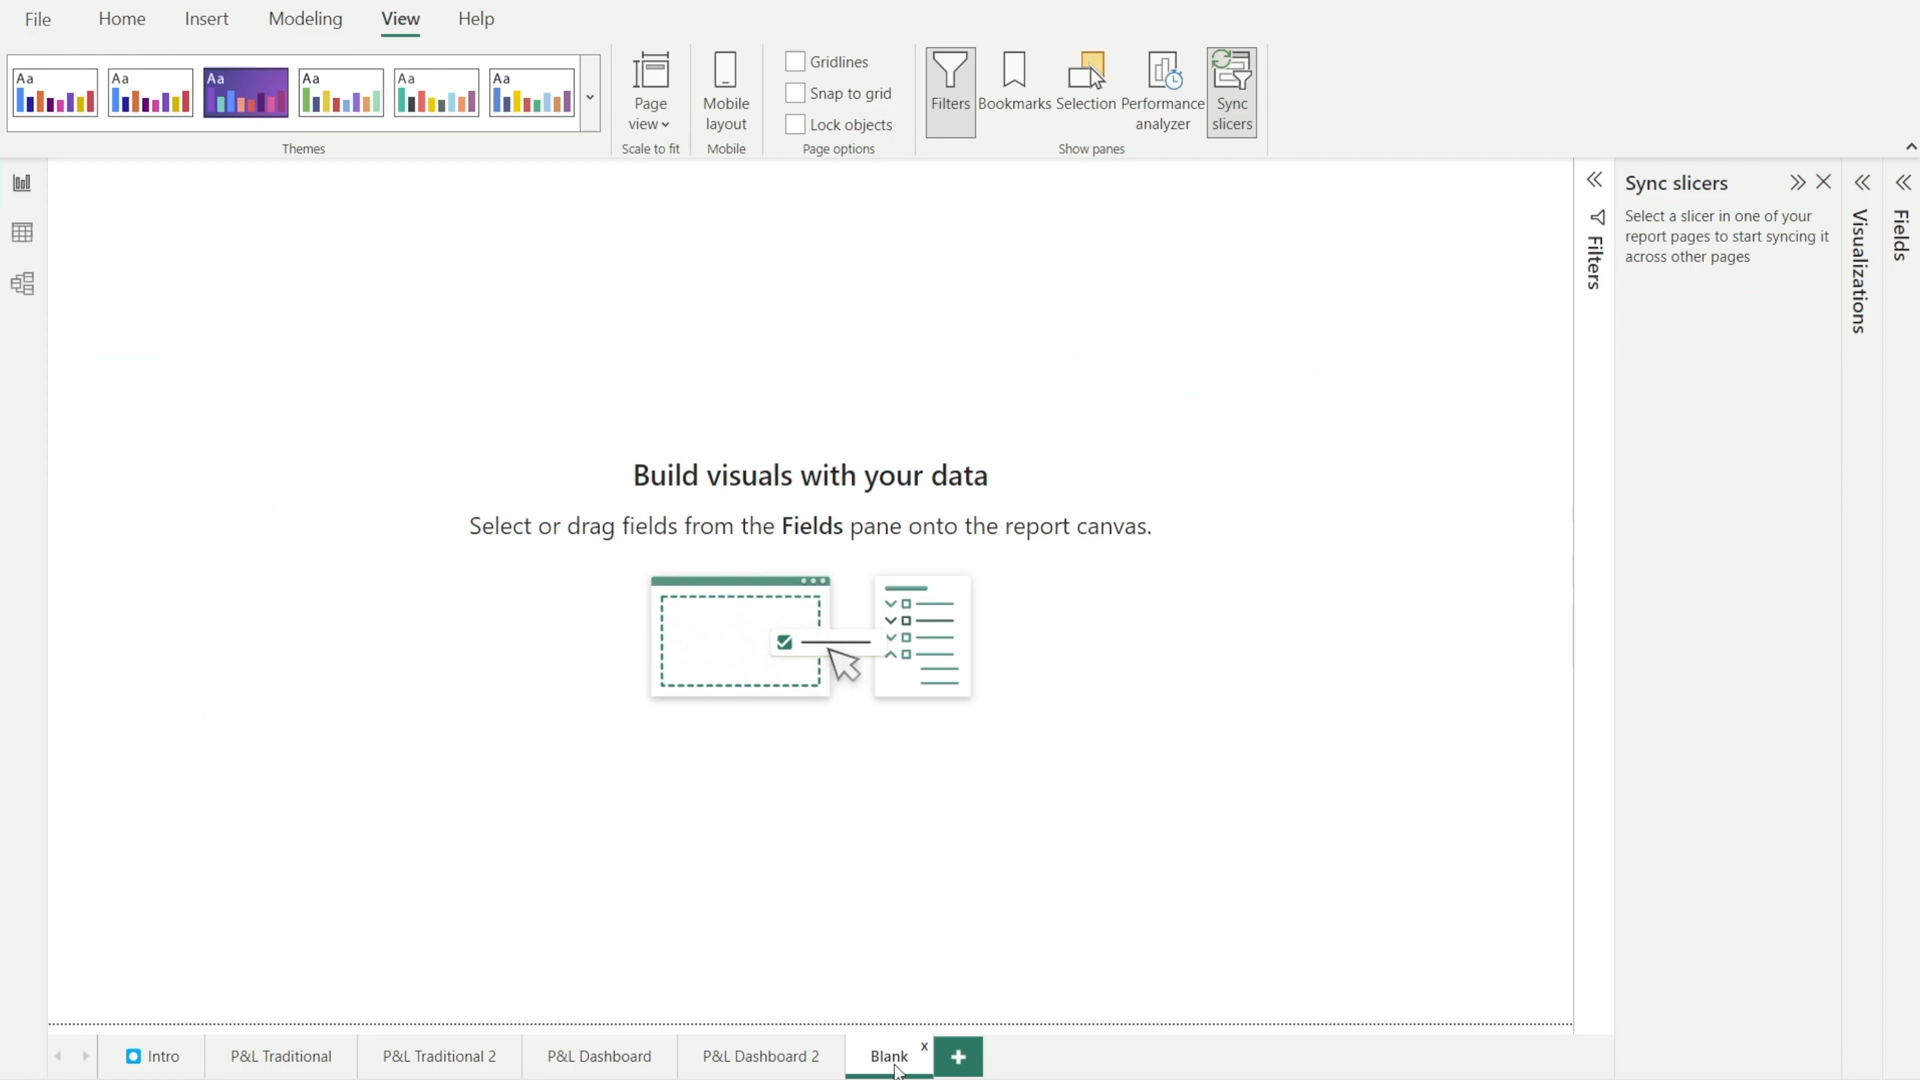 File Home Insert Modeling View Help
Aa Aa Aa Aa Aa Aa
Themes
Page
view
Scale to fit
Mobile
layout
Mobile
Gridlines
Snap to grid
Lock objects
Page options
Filters
Bookmarks
Selection
Performance
analyzer
Sync
slicers
Show panes
Build visuals with your data
Select or drag fields from the Fields pane onto the report canvas.
Filters
Sync slicers
Select a slicer in one of your
report pages to start syncing it
across other pages
Visualizations
Fields
Intro P&L Traditional P&L Traditional 2 P&L Dashboard P&L Dashboard 2 Blank x +